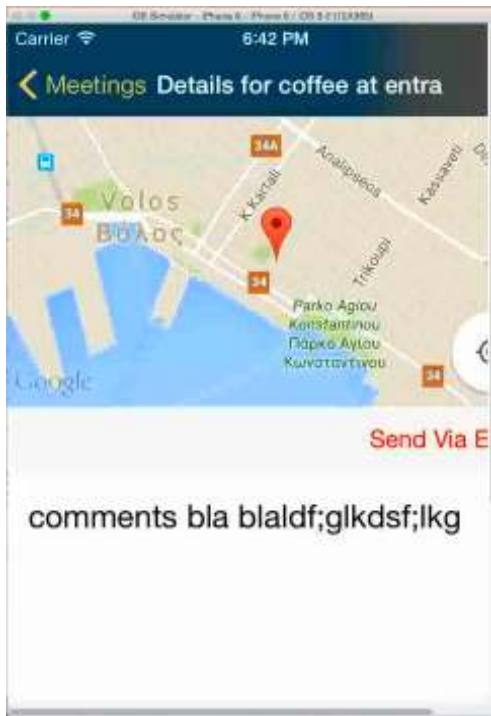 Carrier
6:42 PM
Meetings Details for coffee at entra
34A
Analipseos
Kassaveti
K.Kartali
34
Volos
Βόλος
34
Trikoupi
Parko Agiou
Konstantinou
Πάρκο Αγίου
Κωνσταντίνου
34
Google
Send Via E
comments bla blaldf;glkdsf;lkg